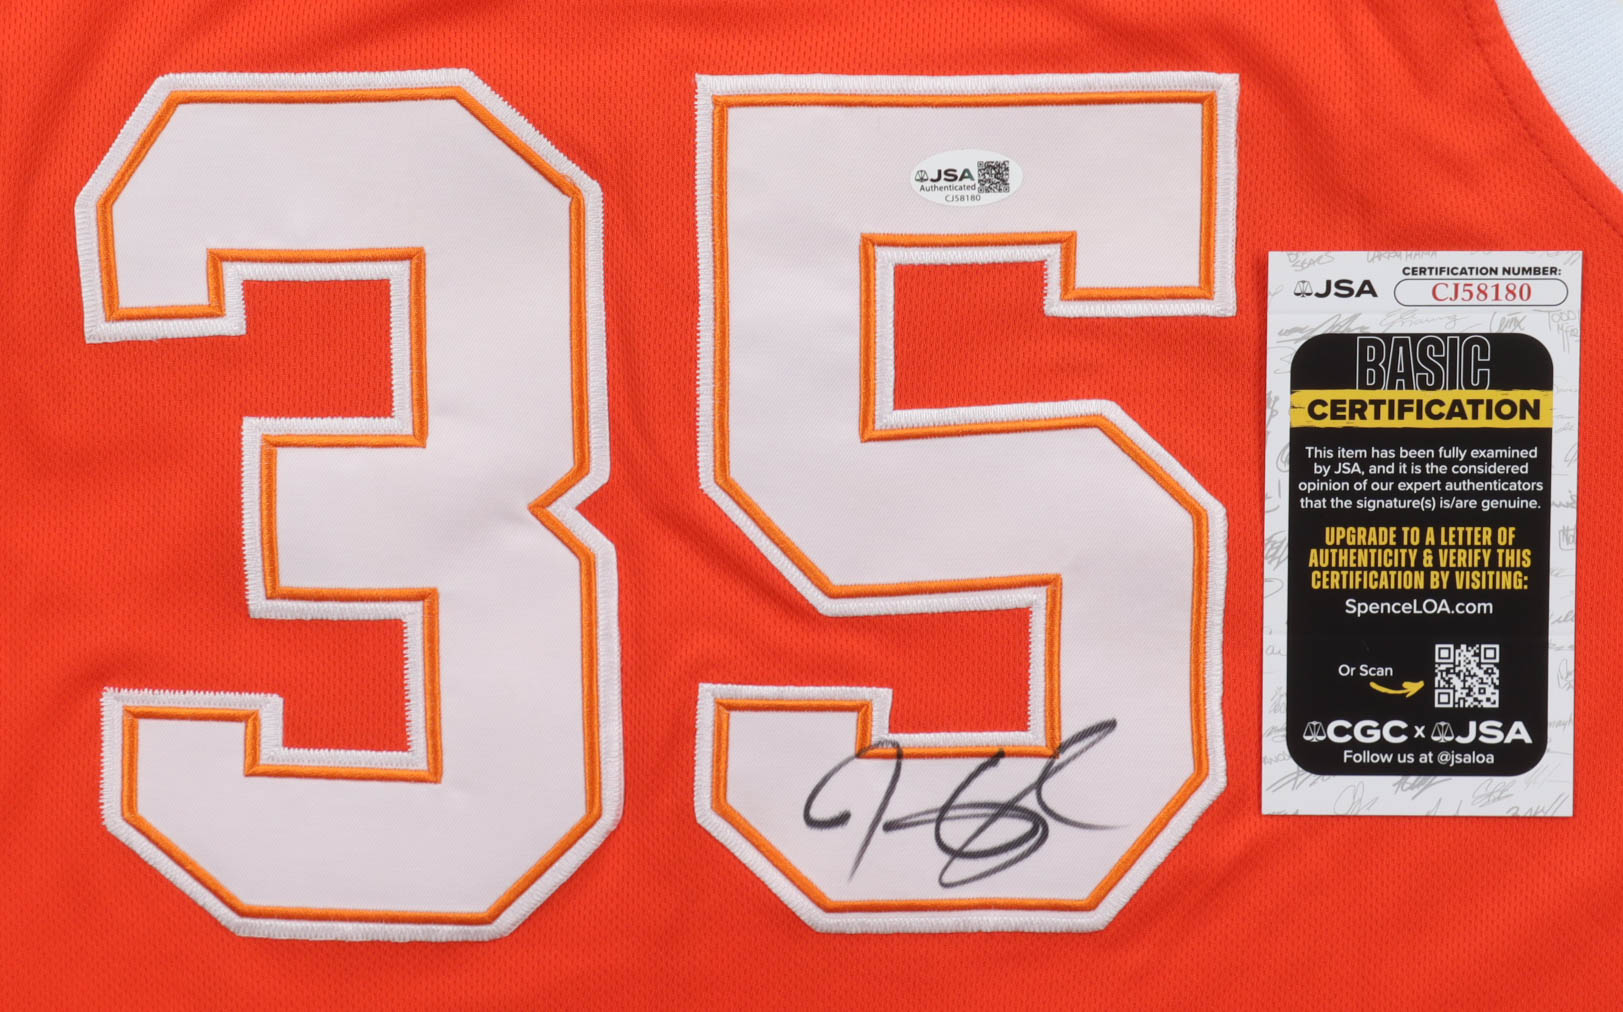 35
JSA
Authenticated
CJ58180
JSA
CERTIFICATION NUMBER:
CJ58180
BASIC
CERTIFICATION
This item has been fully examined
by JSA, and it is the considered
opinion of our expert authenticators
that the signature(s) is/are genuine.
UPGRADE TO A LETTER OF
AUTHENTICITY & VERIFY THIS
CERTIFICATION BY VISITING:
SpenceLOA.com
Or Scan
CGC x JSA
Follow us at @jsaloa